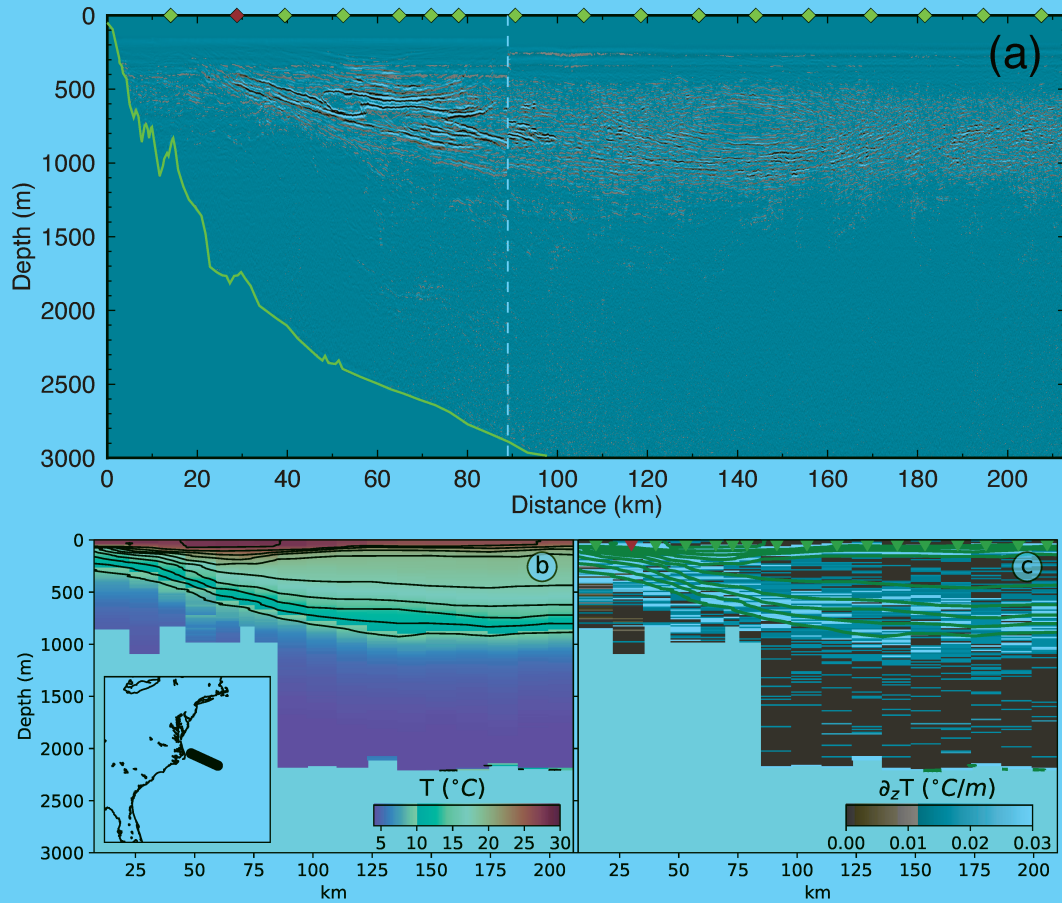 (a)
0
500
1000
1500
2000
2500
3000
Depth (m)
0 20 40 60 80 100 120 140 160 180 200
Distance (km)
b
0
500
1000
1500
2000
2500
3000
Depth (m)
T (°C)
5 10 15 20 25 30
25 50 75 100 125 150 175 200
km
c
∂zT (°C/m)
0.00 0.01 0.02 0.03
25 50 75 100 125 150 175 200
km